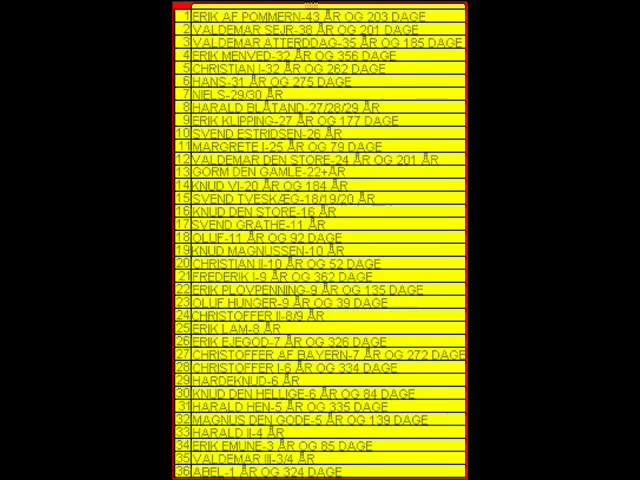 1 ERIK AF POMMERN-43 ÅR OG 203 DAGE
2 VALDEMAR SEJR-38 ÅR OG 201 DAGE
3 VALDEMAR ATTERDDAG-35 ÅR OG 185 DAGE
4 ERIK MENVED-32 ÅR OG 356 DAGE
5 CHRISTIAN I-32 ÅR OG 262 DAGE
6 HANS-31 ÅR OG 275 DAGE
7 NIELS-29/30 ÅR
8 HARALD BLÅTAND-27/28/29 ÅR
9 ERIK KLIPPING-27 ÅR OG 177 DAGE
10 SVEND ESTRIDSEN-26 ÅR
11 MARGRETE I-25 ÅR OG 79 DAGE
12 VALDEMAR DEN STORE-24 ÅR OG 201 ÅR
13 GORM DEN GAMLE-22+ÅR
14 KNUD VI-20 ÅR OG 184 ÅR
15 SVEND TVESKÆG-18/19/20 ÅR
16 KNUD DEN STORE-16 ÅR
17 SVEND GRATHE-11 ÅR
18 OLUF-11 ÅR OG 92 DAGE
19 KNUD MAGNUSSEN-10 ÅR
20 CHRISTIAN II-10 ÅR OG 52 DAGE
21 FREDERIK I-9 ÅR OG 362 DAGE
22 ERIK PLOVPENNING-9 ÅR OG 135 DAGE
23 OLUF HUNGER-9 ÅR OG 39 DAGE
24 CHRISTOFFER II-8/9 ÅR
25 ERIK LAM-8 ÅR
26 ERIK EJEGOD-7 ÅR OG 326 DAGE
27 CHRISTOFFER AF BAYERN-7 ÅR OG 272 DAGE
28 CHRISTOFFER I-6 ÅR OG 334 DAGE
29 HARDEKNUD-6 ÅR
30 KNUD DEN HELLIGE-6 ÅR OG 84 DAGE
31 HARALD HEN-5 ÅR OG 335 DAGE
32 MAGNUS DEN GODE-5 ÅR OG 139 DAGE
33 HARALD II-4 ÅR
34 ERIK EMUNE-3 ÅR OG 85 DAGE
35 VALDEMAR III-3/4 ÅR
36 ABEL-1 ÅR OG 324 DAGE